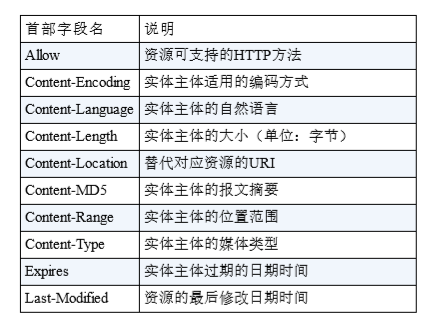 首部字段名 说明
Allow 资源可支持的HTTP方法
Content-Encoding 实体主体适用的编码方式
Content-Language 实体主体的自然语言
Content-Length 实体主体的大小（单位：字节）
Content-Location 替代对应资源的URI
Content-MD5 实体主体的报文摘要
Content-Range 实体主体的位置范围
Content-Type 实体主体的媒体类型
Expires 实体主体过期的日期时间
Last-Modified 资源的最后修改日期时间